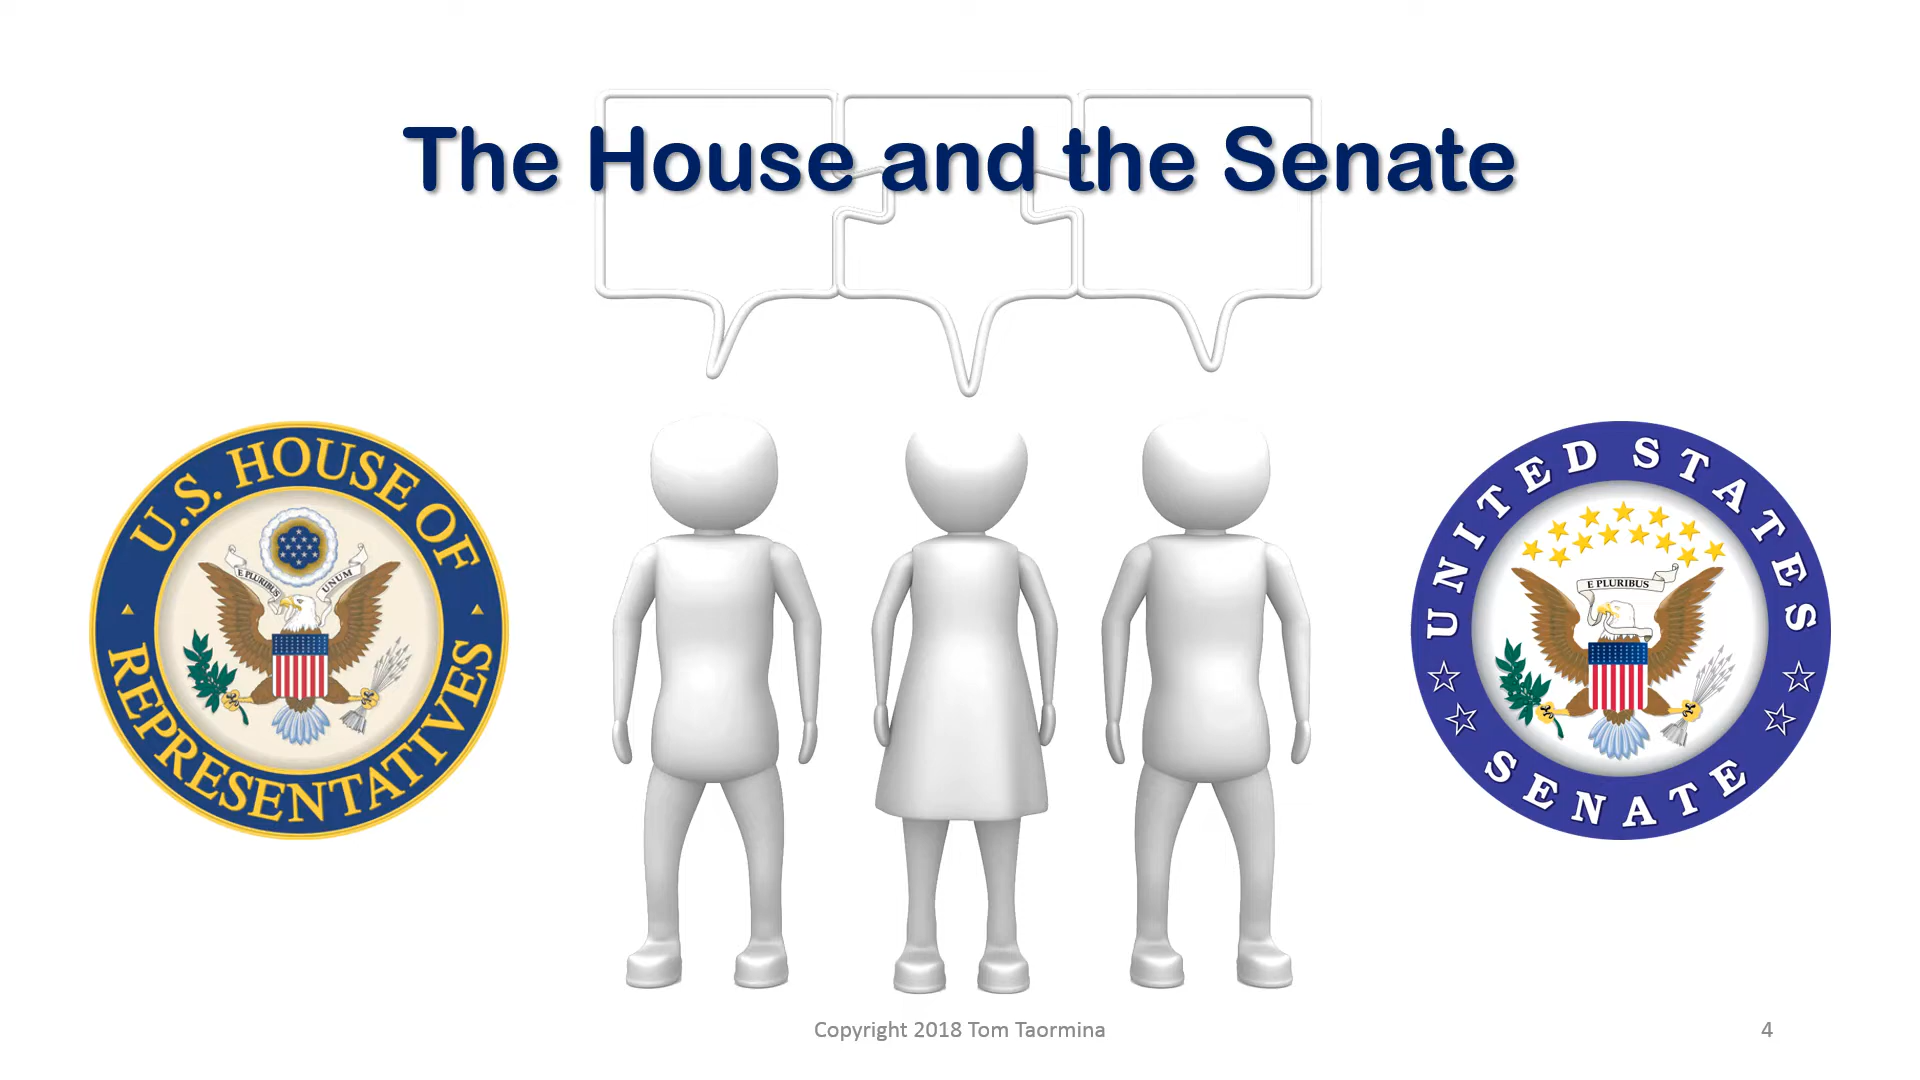 The House and the Senate
U.S. HOUSE OF
REPRESENTATIVES
E PLURIBUS
UNUM
UNITED STATES
SENATE
E PLURIBUS
Copyright 2018 Tom Taormina
4